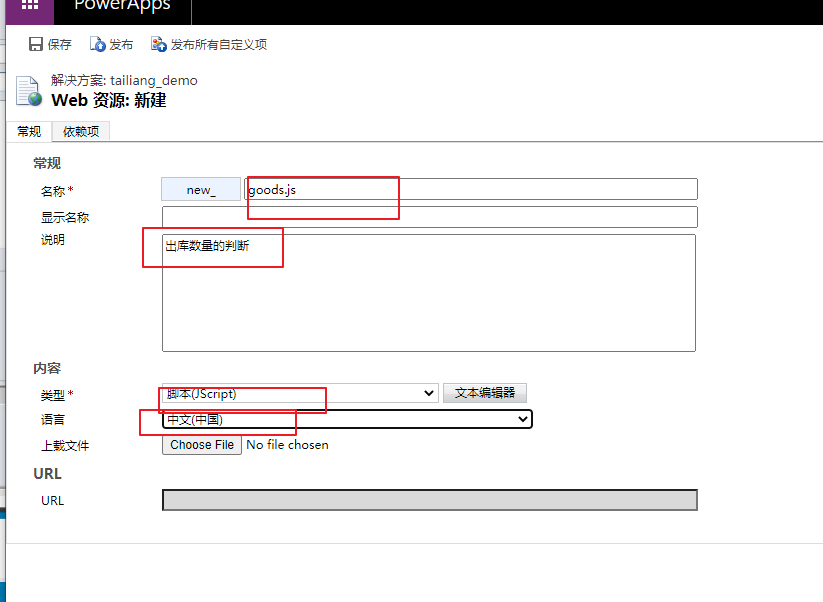 PowerApps
保存 发布 发布所有自定义项
解决方案: tailiang_demo
Web 资源: 新建
常规 依赖项
常规
名称* new_ goods.js
显示名称
说明 出库数量的判断
内容
类型* 脚本(JScript) 文本编辑器
语言 中文(中国)
上载文件 Choose File No file chosen
URL
URL